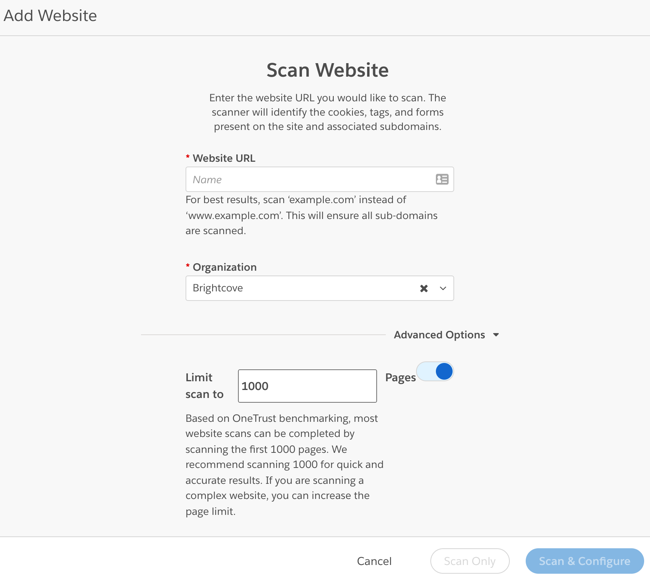 Add Website
Scan Website
Enter the website URL you would like to scan. The
scanner will identify the cookies, tags, and forms
present on the site and associated subdomains.
* Website URL
Name
For best results, scan ‘example.com’ instead of
‘www.example.com’. This will ensure all sub-domains
are scanned.
* Organization
Brightcove
Advanced Options
Limit
scan to
1000
Pages
Based on OneTrust benchmarking, most
website scans can be completed by
scanning the first 1000 pages. We
recommend scanning 1000 for quick and
accurate results. If you are scanning a
complex website, you can increase the
page limit.
Cancel
Scan Only
Scan & Configure